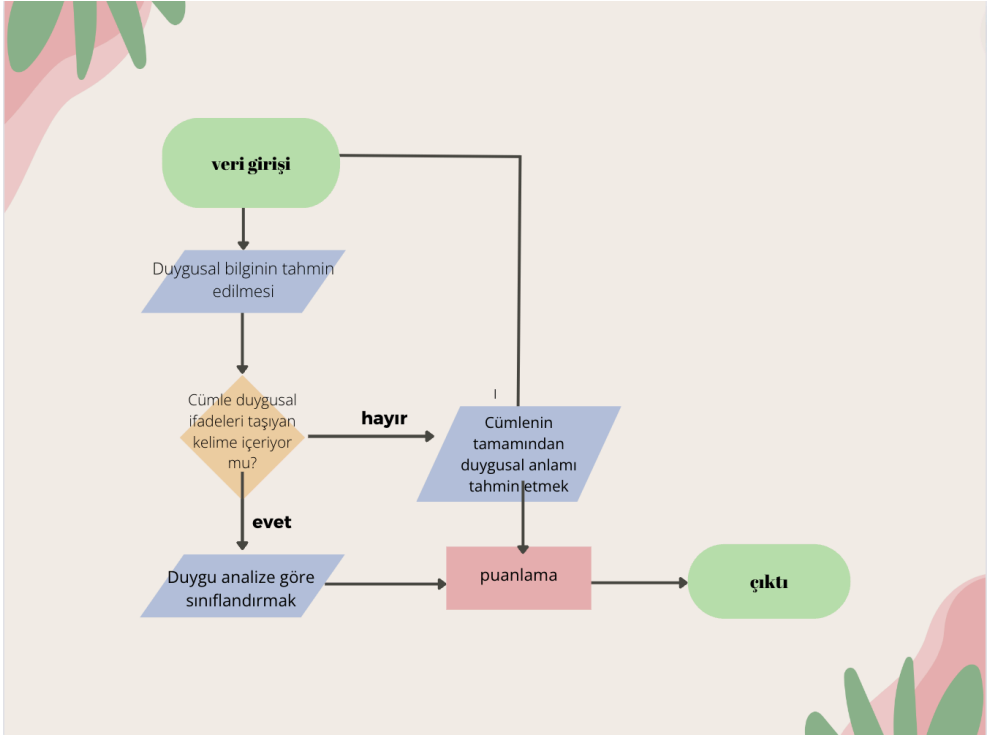 veri girişi
Duygusal bilginin tahmin
edilmesi
Cümle duygusal
ifadeleri taşıyan
kelime içeriyor
mu?
hayır
I
Cümlenin
tamamından
duygusal anlamı
tahmin etmek
evet
Duygu analize göre
sınıflandırmak
puanlama
çıktı